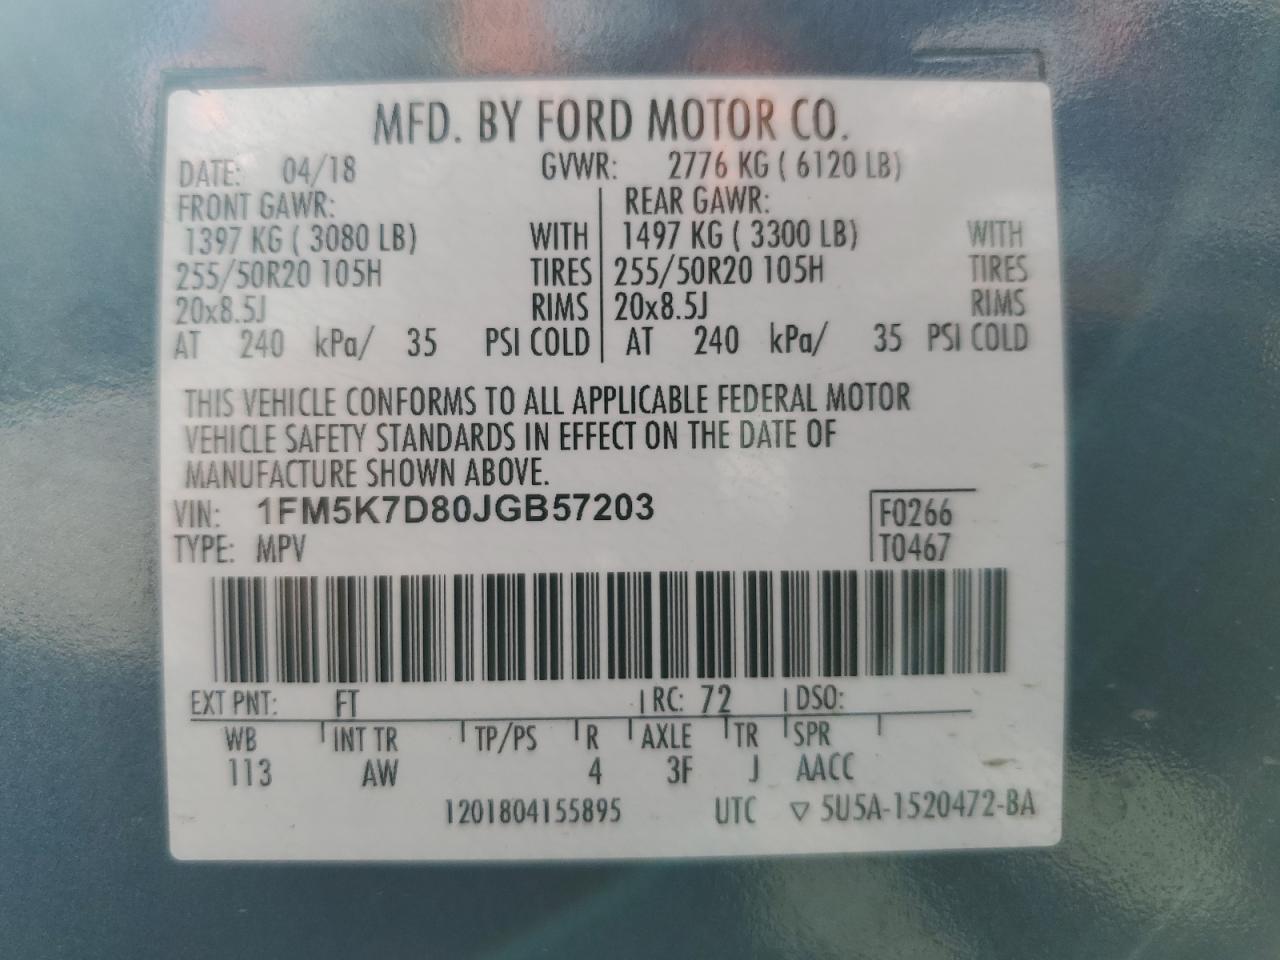 MFD. BY FORD MOTOR CO.
DATE: 04/18 GVWR: 2776 KG ( 6120 LB)
FRONT GAWR: REAR GAWR:
1397 KG ( 3080 LB) WITH 1497 KG ( 3300 LB) WITH
255/50R20 105H TIRES 255/50R20 105H TIRES
20x8.5J RIMS 20x8.5J RIMS
AT 240 kPa/ 35 PSI COLD AT 240 kPa/ 35 PSI COLD
THIS VEHICLE CONFORMS TO ALL APPLICABLE FEDERAL MOTOR
VEHICLE SAFETY STANDARDS IN EFFECT ON THE DATE OF
MANUFACTURE SHOWN ABOVE.
VIN: 1FM5K7D80JGB57203 F0266
TYPE: MPV T0467
EXT PNT: FT RC: 72 DSO:
WB INT TR TP/PS R AXLE TR SPR
113 AW 4 3F J AACC
1201804155895 UTC ▽ 5U5A-1520472-BA